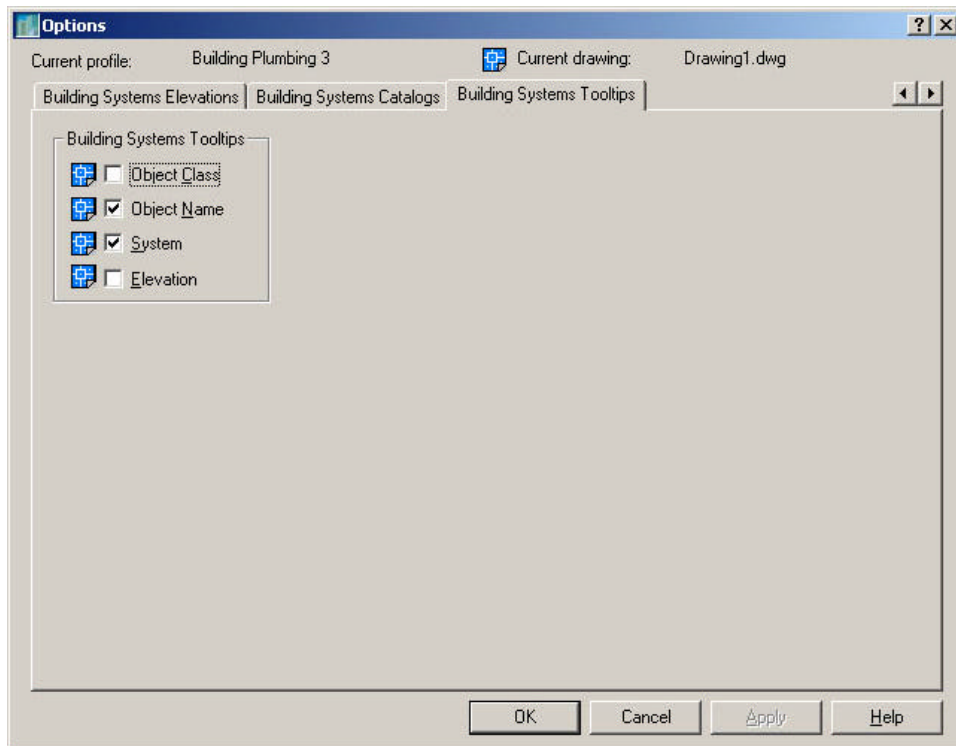 Options
Current profile: Building Plumbing 3 Current drawing: Drawing1.dwg
Building Systems Elevations Building Systems Catalogs Building Systems Tooltips
Building Systems Tooltips
Object Class
Object Name
System
Elevation
OK Cancel Apply Help